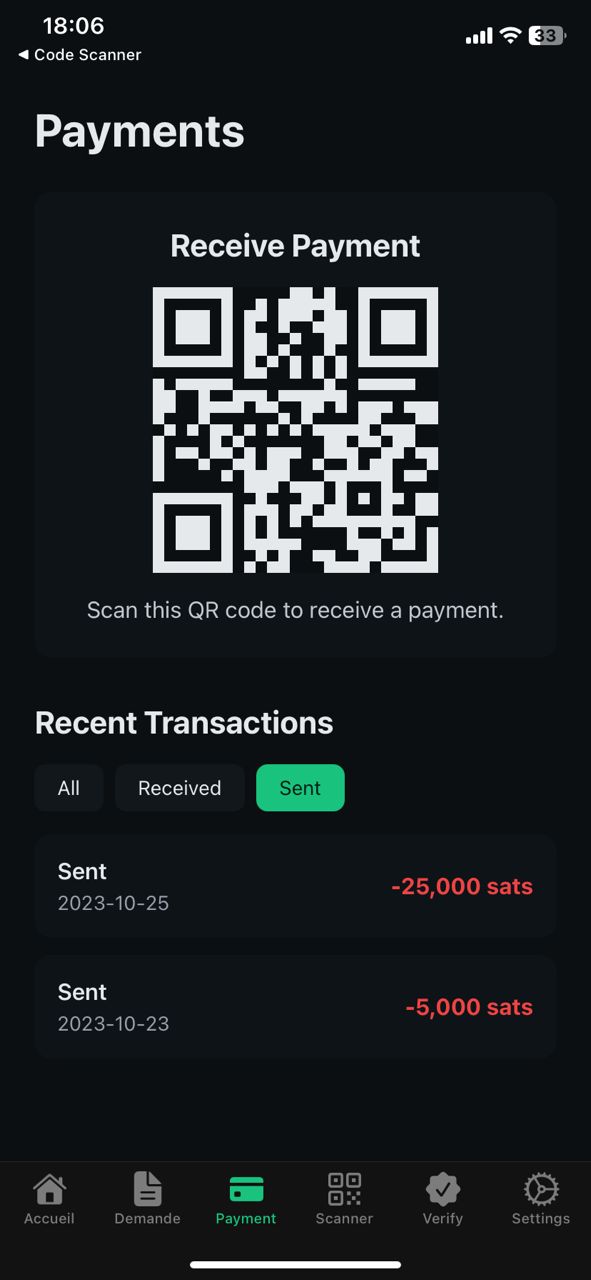 18:06
◀ Code Scanner
33
Payments
Receive Payment
Scan this QR code to receive a payment.
Recent Transactions
All
Received
Sent
Sent
2023-10-25
-25,000 sats
Sent
2023-10-23
-5,000 sats
Accueil
Demande
Payment
Scanner
Verify
Settings